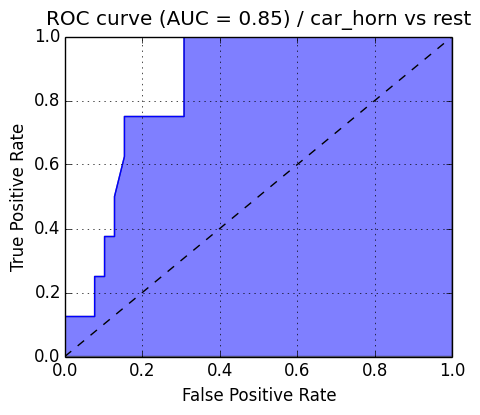 ROC curve (AUC = 0.85) / car_horn vs rest
1.0
0.8
0.6
0.4
0.2
0.0
True Positive Rate
0.0 0.2 0.4 0.6 0.8 1.0
False Positive Rate